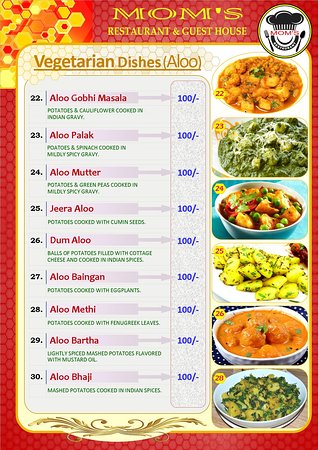 MOM'S
RESTAURANT & GUEST HOUSE
MOM'S
RESTAURANT
Vegetarian Dishes (Aloo)
22. Aloo Gobhi Masala 100/-
POTATOES & CAULIFLOWER COOKED IN
INDIAN GRAVY.
23. Aloo Palak 100/-
POATOES & SPINACH COOKED IN
MILDLY SPICY GRAVY.
24. Aloo Mutter 100/-
POTATOES & GREEN PEAS COOKED IN
MILDLY SPICY GRAVY.
25. Jeera Aloo 100/-
POTATOES COOKED WITH CUMIN SEEDS.
26. Dum Aloo 100/-
BALLS OF POTATOES FILLED WITH COTTAGE
CHEESE AND COOKED IN INDIAN SPICES.
27. Aloo Baingan 100/-
POTATOES COOKED WITH EGGPLANTS.
28. Aloo Methi 100/-
POTATOES COOKED WITH FENUGREEK LEAVES.
29. Aloo Bartha 100/-
LIGHTLY SPICED MASHED POTATOES FLAVORED
WITH MUSTARD OIL.
30. Aloo Bhaji 100/-
MASHED POTATOES COOKED IN INDIAN SPICES.
22
23
24
25
26
28